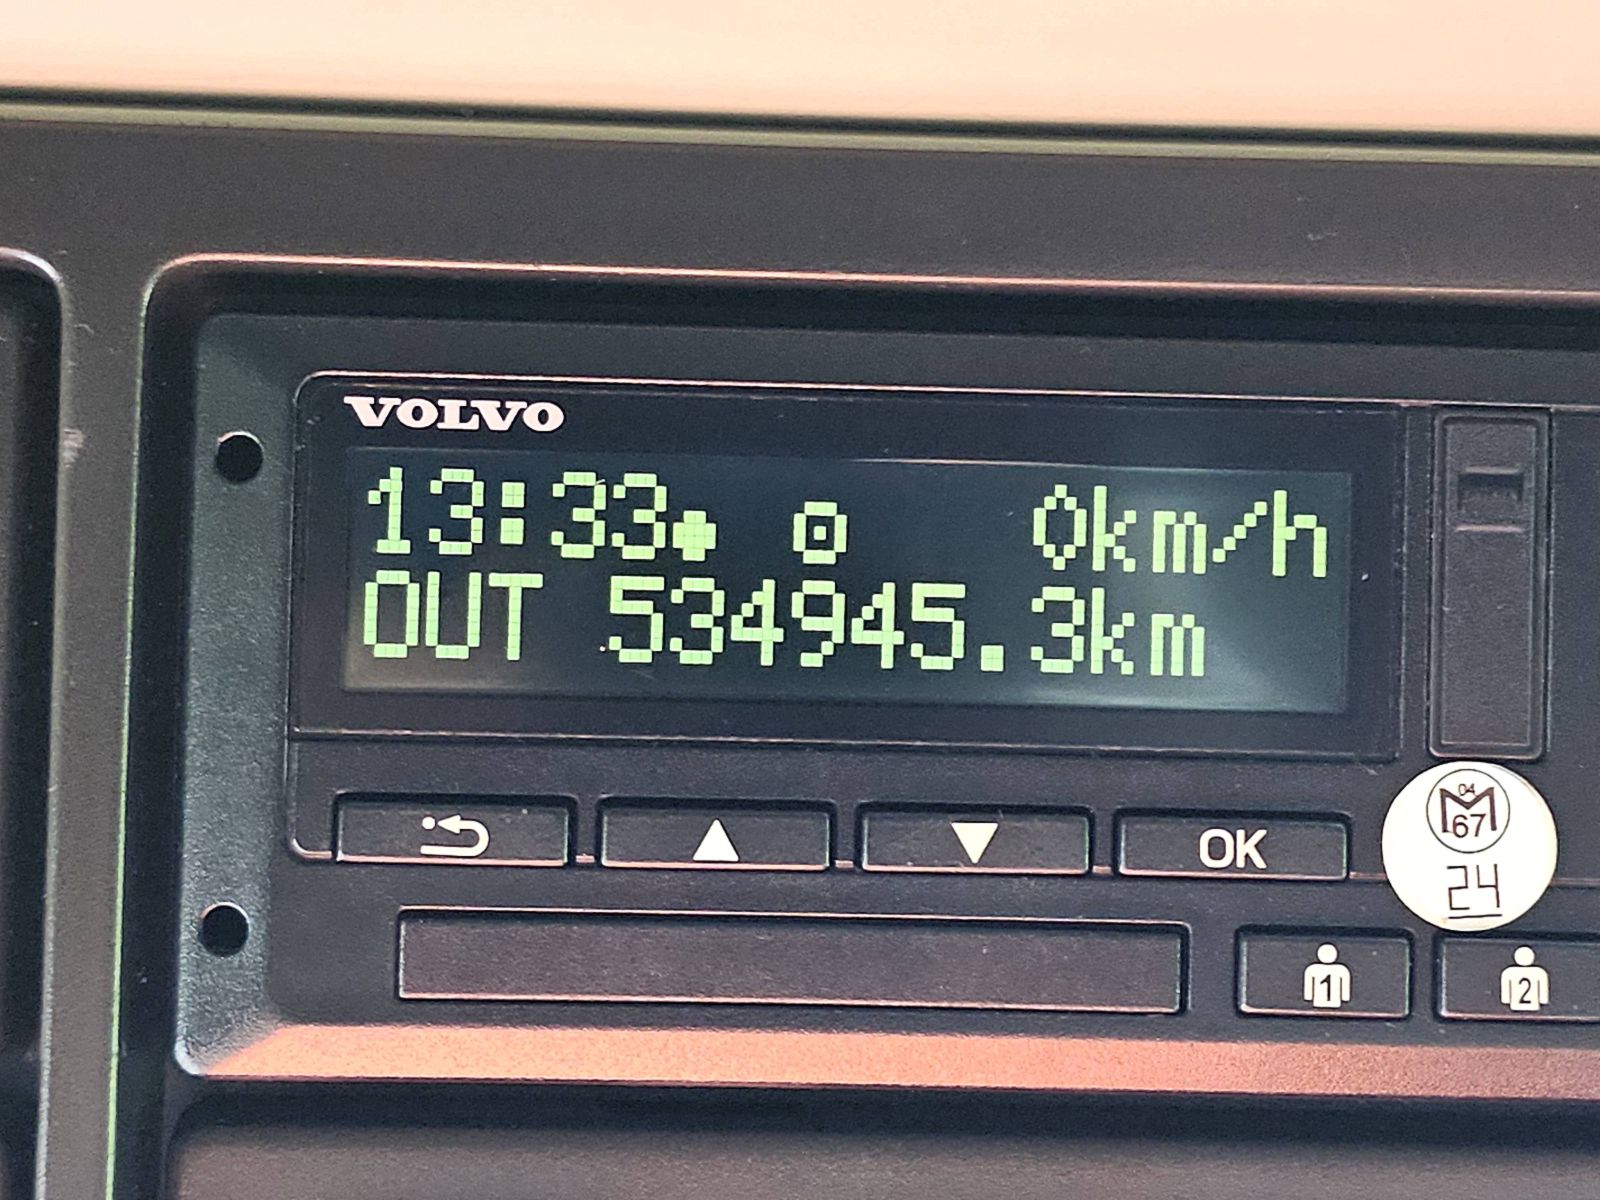 VOLVO
13:33● ⊡ 0km/h
OUT 534945.3km
OK
04
M
67
24
1
2